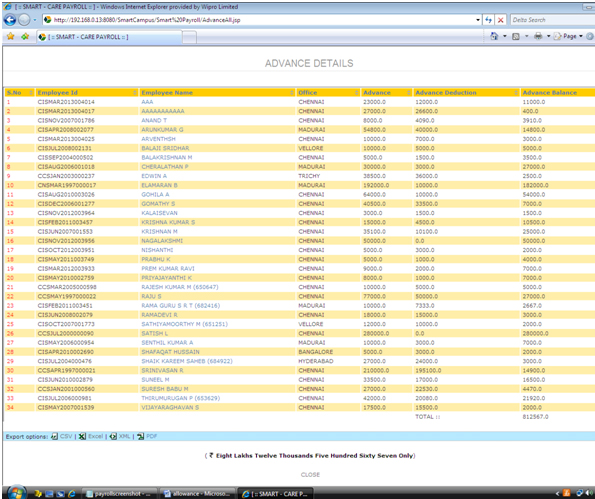 [ :: SMART - CARE PAYROLL :: ] - Windows Internet Explorer provided by Wipro Limited
http://192.168.0.13:8080/SmartCampus/Smart%20Payroll/AdvanceAll.jsp
Delta Search
[ :: SMART - CARE PAYROLL :: ]
Page
ADVANCE DETAILS
S.No Employee Id Employee Name Office Advance Advance Deduction Advance Balance
1 CISMAR2013004014 AAA CHENNAI 23000.0 12000.0 11000.0
2 CISMAR2013004017 AAAAAAAAAAA CHENNAI 27000.0 26600.0 400.0
3 CISNOV2007001786 ANAND T CHENNAI 8000.0 4090.0 3910.0
4 CISAPR2008002077 ARUNKUMAR G MADURAI 54800.0 40000.0 14800.0
5 CISMAR2013004025 ARVENTHSH CHENNAI 10000.0 7000.0 3000.0
6 CISJUL2008002131 BALAJI SRIDHAR VELLORE 10000.0 5000.0 5000.0
7 CISSEP2004000502 BALAKRISHNAN M CHENNAI 5000.0 1500.0 3500.0
8 CISAUG2006001018 CHERALATHAN P MADURAI 30000.0 3000.0 27000.0
9 CCSJAN2003000237 EDWIN A TRICHY 38500.0 36000.0 2500.0
10 CNSMAR1997000017 ELAMARAN B MADURAI 192000.0 10000.0 182000.0
11 CISAUG2010003026 GOHILA A CHENNAI 64000.0 10000.0 54000.0
12 CISDEC2006001277 GOMATHY S CHENNAI 40500.0 33500.0 7000.0
13 CISNOV2012003964 KALAISEVAN CHENNAI 3000.0 1500.0 1500.0
14 CISFEB2011003457 KRISHNA KUMAR S CHENNAI 15000.0 4500.0 10500.0
15 CISJUN2007001553 KRISHNAN M CHENNAI 35100.0 10100.0 25000.0
16 CISNOV2012003956 NAGALAKSHMI CHENNAI 50000.0 0.0 50000.0
17 CISOCT2012003951 NISHANTHI CHENNAI 5000.0 3000.0 2000.0
18 CISMAY2011003749 PRABHU K CHENNAI 5000.0 1000.0 4000.0
19 CISMAR2012003933 PREM KUMAR RAVI CHENNAI 9000.0 2000.0 7000.0
20 CISMAY2010002759 PRIYAJAYANTHI K CHENNAI 8000.0 1000.0 7000.0
21 CCSMAR2005000598 RAJESH KUMAR M (650647) CHENNAI 10000.0 5000.0 5000.0
22 CCSMAY1997000022 RAJU S CHENNAI 77000.0 50000.0 27000.0
23 CISFEB2011003451 RAMA GURU S R T (682416) MADURAI 10000.0 7333.0 2667.0
24 CISJUN2008002079 RAMADEVI R CHENNAI 18000.0 15000.0 3000.0
25 CISOCT2007001773 SATHIYAMOORTHY M (651251) VELLORE 12000.0 10000.0 2000.0
26 CCSJUL2000000090 SATISH L CHENNAI 280000.0 0.0 280000.0
27 CISMAY2006000954 SENTHIL KUMAR A MADURAI 10000.0 3000.0 7000.0
28 CISAPR2010002690 SHAFAQAT HUSSAIN BANGALORE 5000.0 3000.0 2000.0
29 CISJUL2004000476 SHAIK KAREEM SAHEB (684922) HYDERABAD 27000.0 24000.0 3000.0
30 CCSAPR1997000021 SRINIVASAN R CHENNAI 210000.0 195100.0 14900.0
31 CISJUN2010002879 SUNEEL M CHENNAI 33500.0 17000.0 16500.0
32 CCSJAN2001000560 SURESH BABU M CHENNAI 27000.0 22530.0 4470.0
33 CISJUL2006000981 THIRUMURUGAN P (653629) CHENNAI 42000.0 20080.0 21920.0
34 CISMAY2007001539 VIJAYARAGHAVAN S CHENNAI 17500.0 15500.0 2000.0
TOTAL :: 812567.0
Export options: CSV | Excel | XML | PDF
( ₹ Eight Lakhs Twelve Thousands Five Hundred Sixty Seven Only)
CLOSE
payrollscreenshot - ... allowance - Microso... [ :: SMART - CARE P...